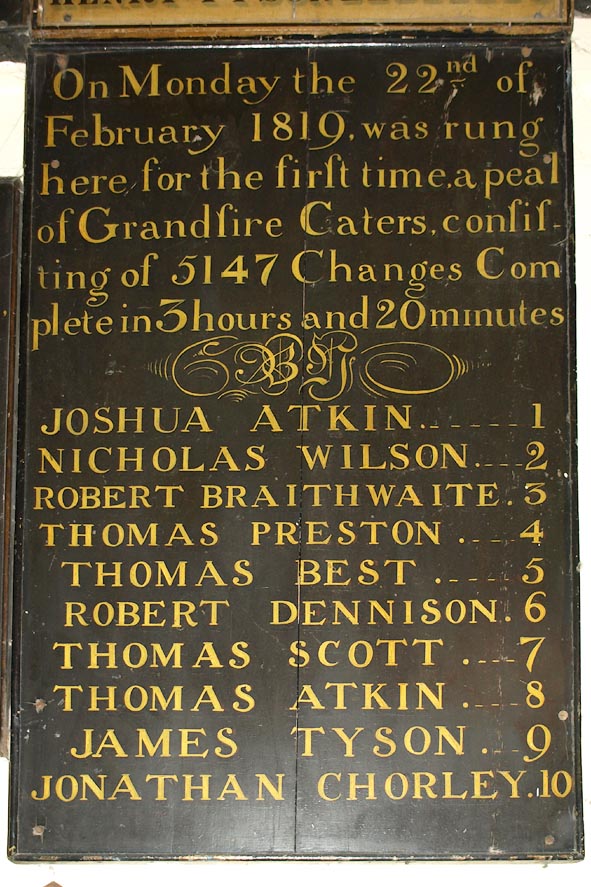 HENRY TYSON
On Monday the 22nd of
February 1819, was rung
here for the firſt time, a peal
of Grandſire Caters, conſiſ-
ting of 5147 Changes Com
plete in 3 hours and 20 minutes
BY
JOSHUA ATKIN....... 1
NICHOLAS WILSON.... 2
ROBERT BRAITHWAITE. 3
THOMAS PRESTON .... 4
THOMAS BEST ..... 5
ROBERT DENNISON. 6
THOMAS SCOTT .... 7
THOMAS ATKIN .... 8
JAMES TYSON ... 9
JONATHAN CHORLEY. 10